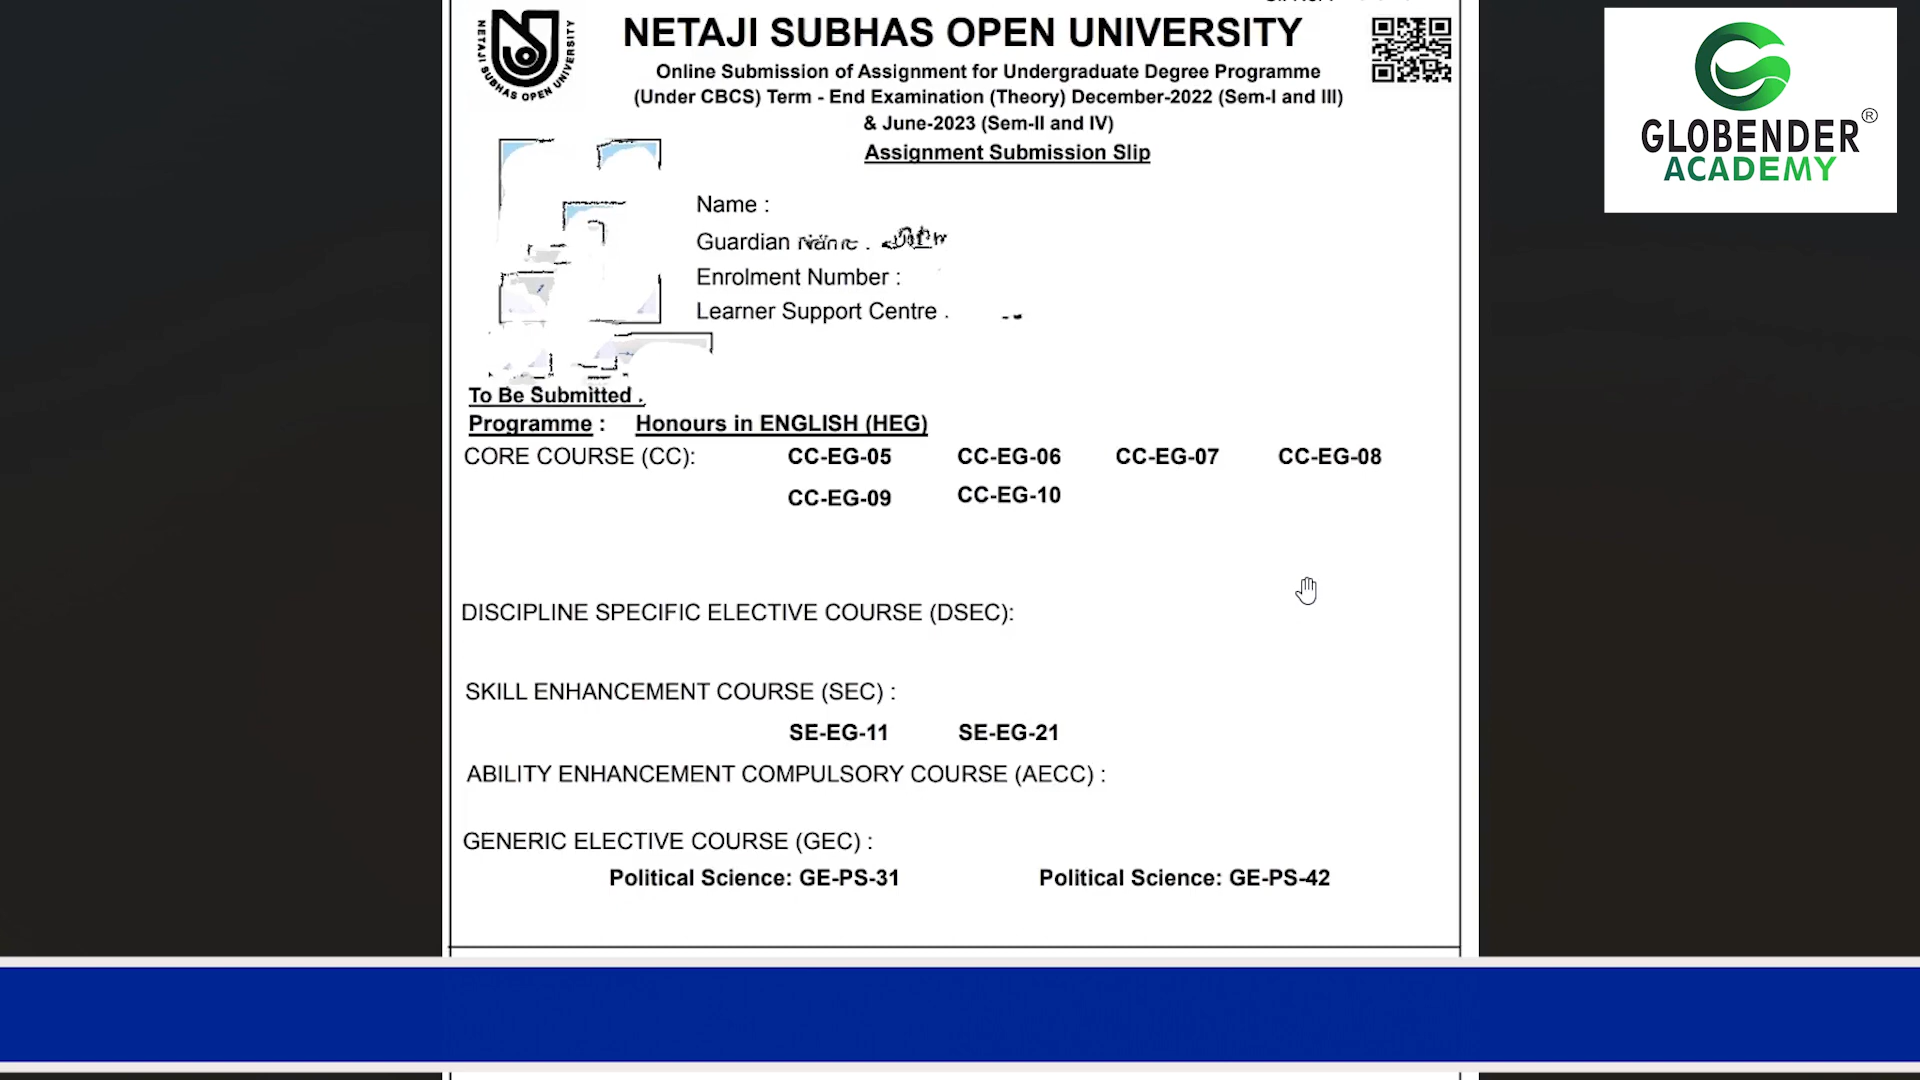 NETAJI SUBHAS OPEN UNIVERSITY
NETAJI SUBHAS OPEN UNIVERSITY
Online Submission of Assignment for Undergraduate Degree Programme
(Under CBCS) Term - End Examination (Theory) December-2022 (Sem-I and III)
& June-2023 (Sem-II and IV)
Assignment Submission Slip
GLOBENDER ®
ACADEMY
Name :
Guardian
Enrolment Number :
Learner Support Centre .
To Be Submitted .
Programme : Honours in ENGLISH (HEG)
CORE COURSE (CC): CC-EG-05 CC-EG-06 CC-EG-07 CC-EG-08
CC-EG-09 CC-EG-10
DISCIPLINE SPECIFIC ELECTIVE COURSE (DSEC):
SKILL ENHANCEMENT COURSE (SEC) :
SE-EG-11 SE-EG-21
ABILITY ENHANCEMENT COMPULSORY COURSE (AECC) :
GENERIC ELECTIVE COURSE (GEC) :
Political Science: GE-PS-31 Political Science: GE-PS-42